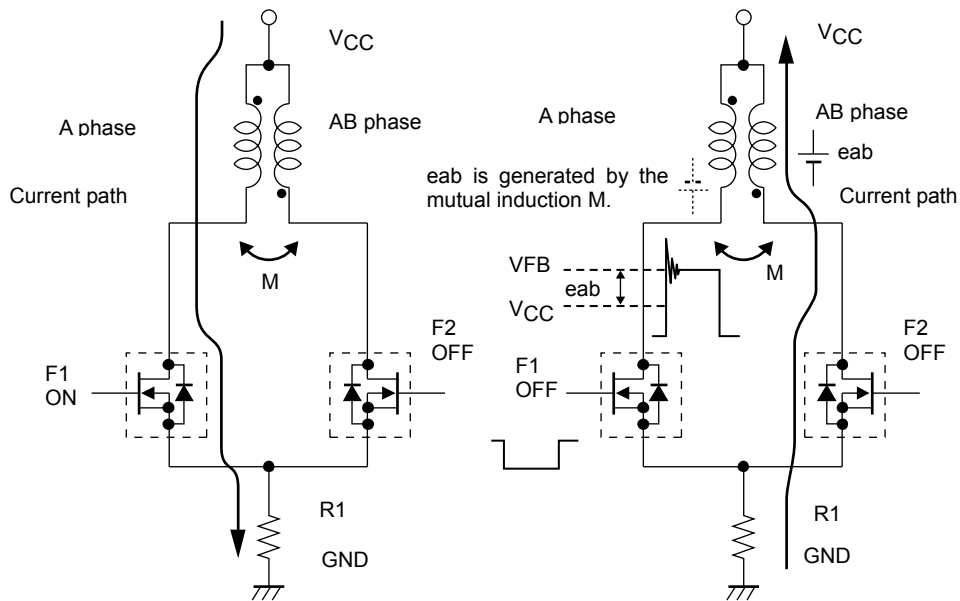 VCC
A phase
AB phase
Current path
M
F1
ON
F2
OFF
R1
GND
VCC
A phase
AB phase
eab
eab is generated by the
mutual induction M.
Current path
M
VFB
eab
VCC
F1
OFF
F2
OFF
R1
GND